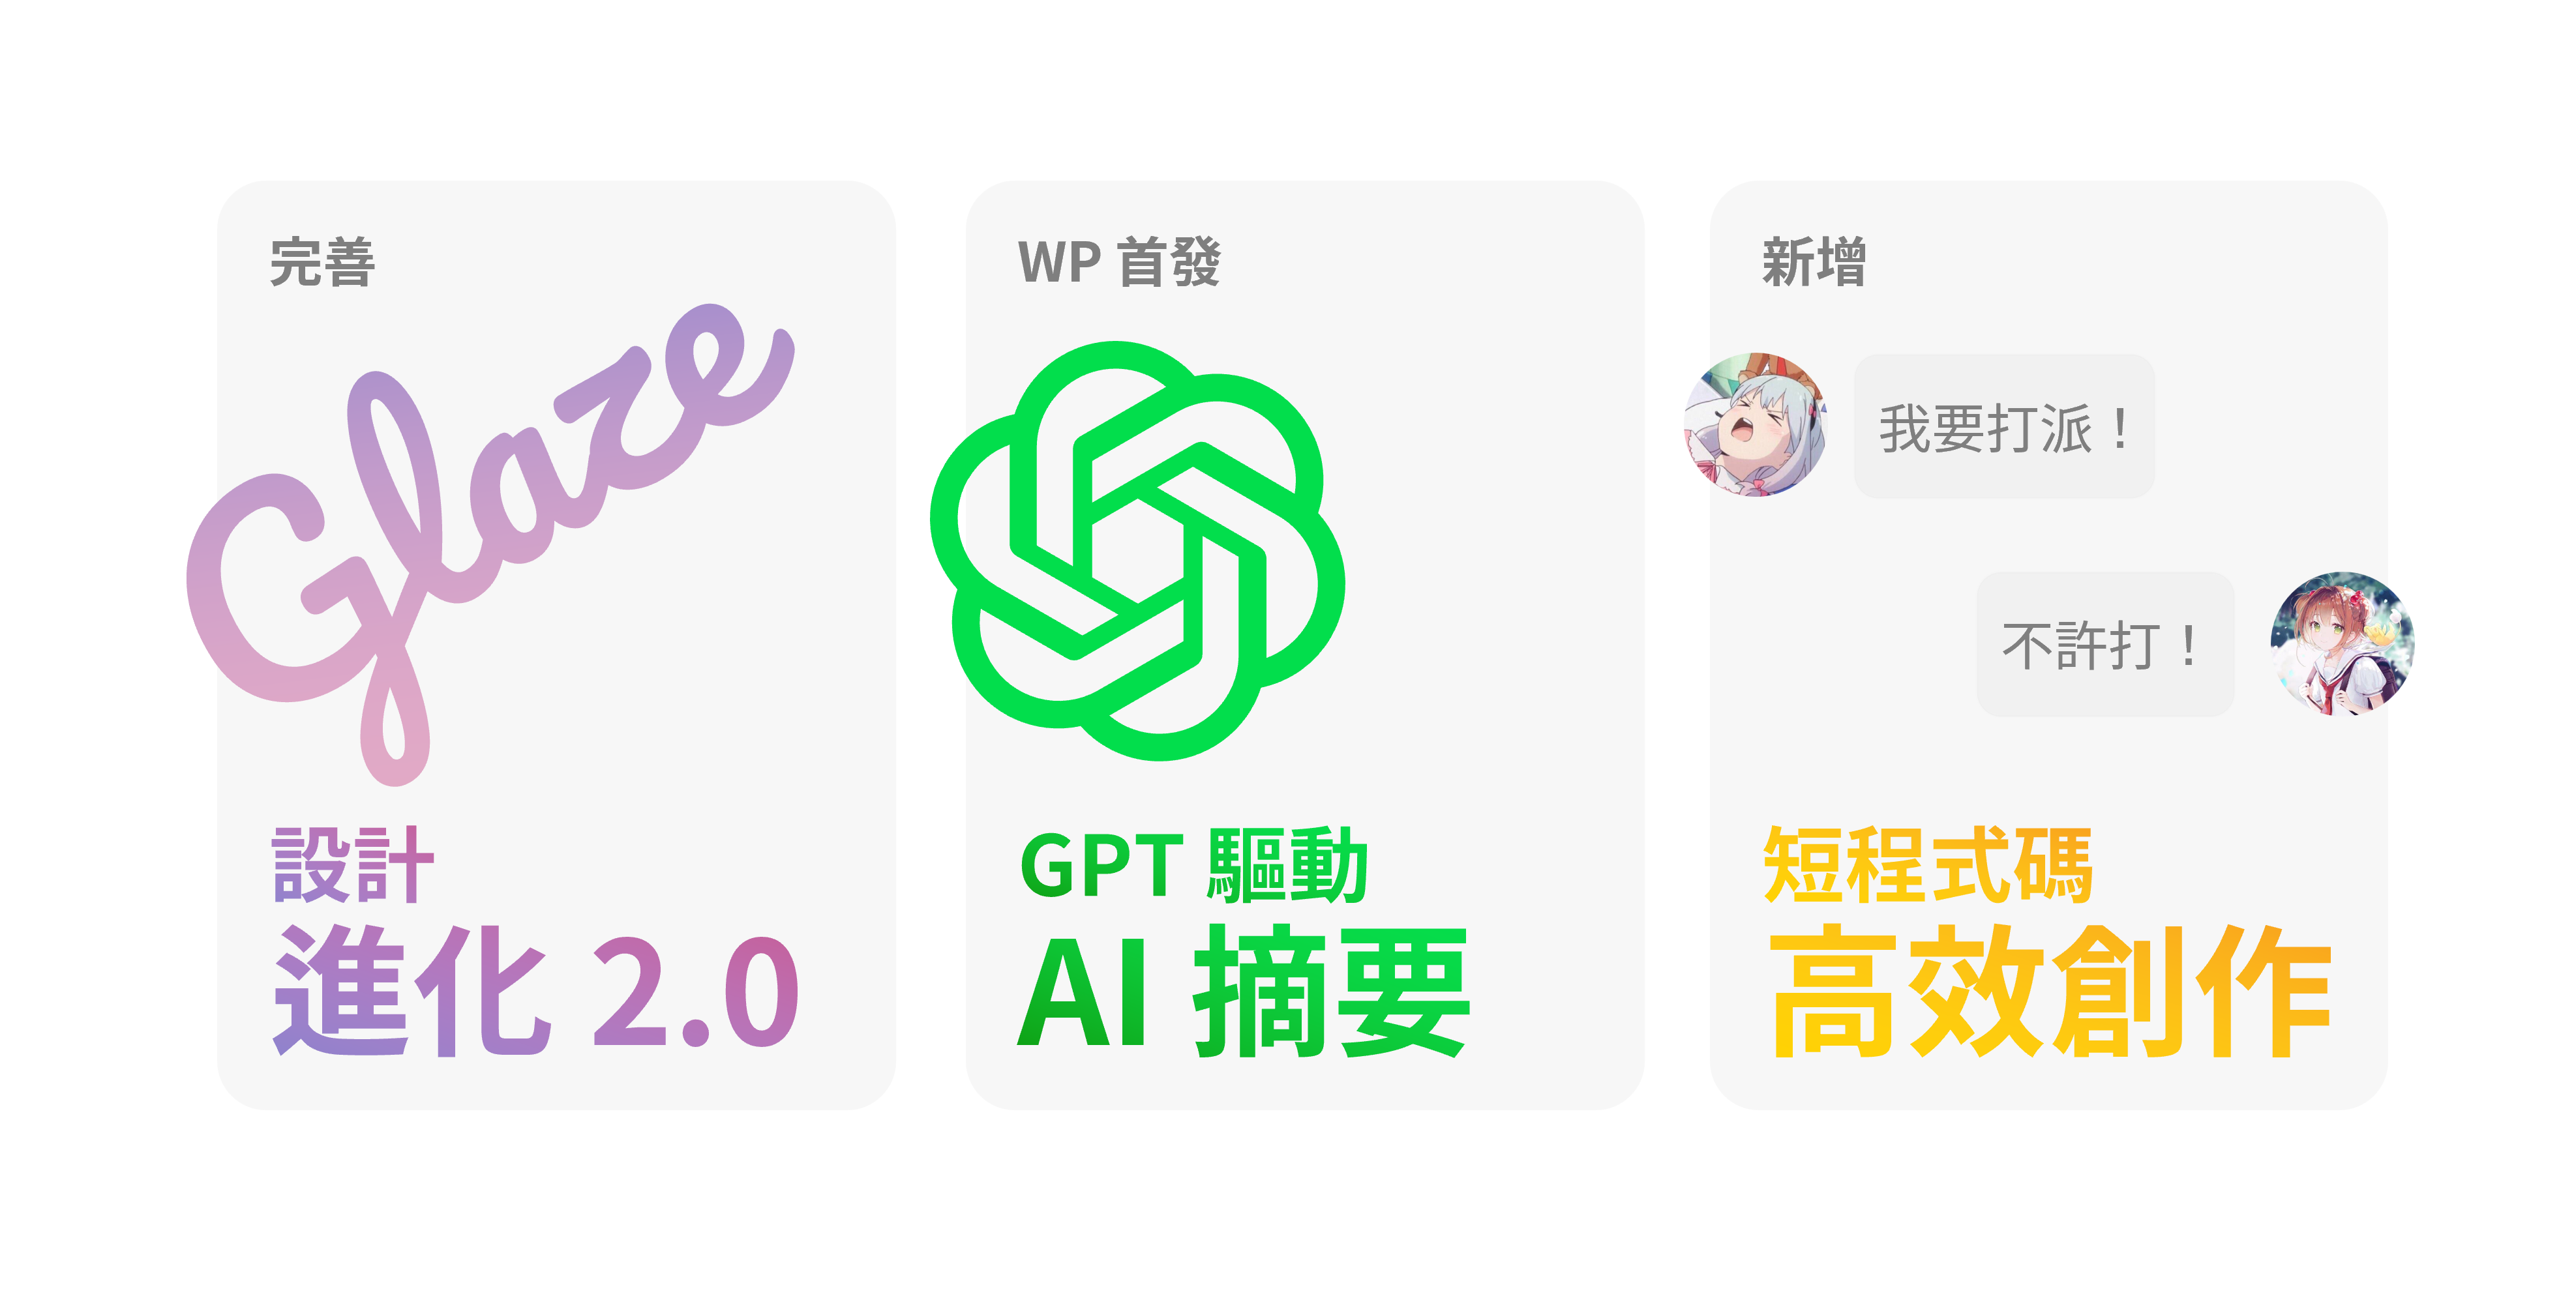 完善
Glaze
設計
進化 2.0
WP 首發
GPT 驅動
AI 摘要
新增
我要打派！
不許打！
短程式碼
高效創作